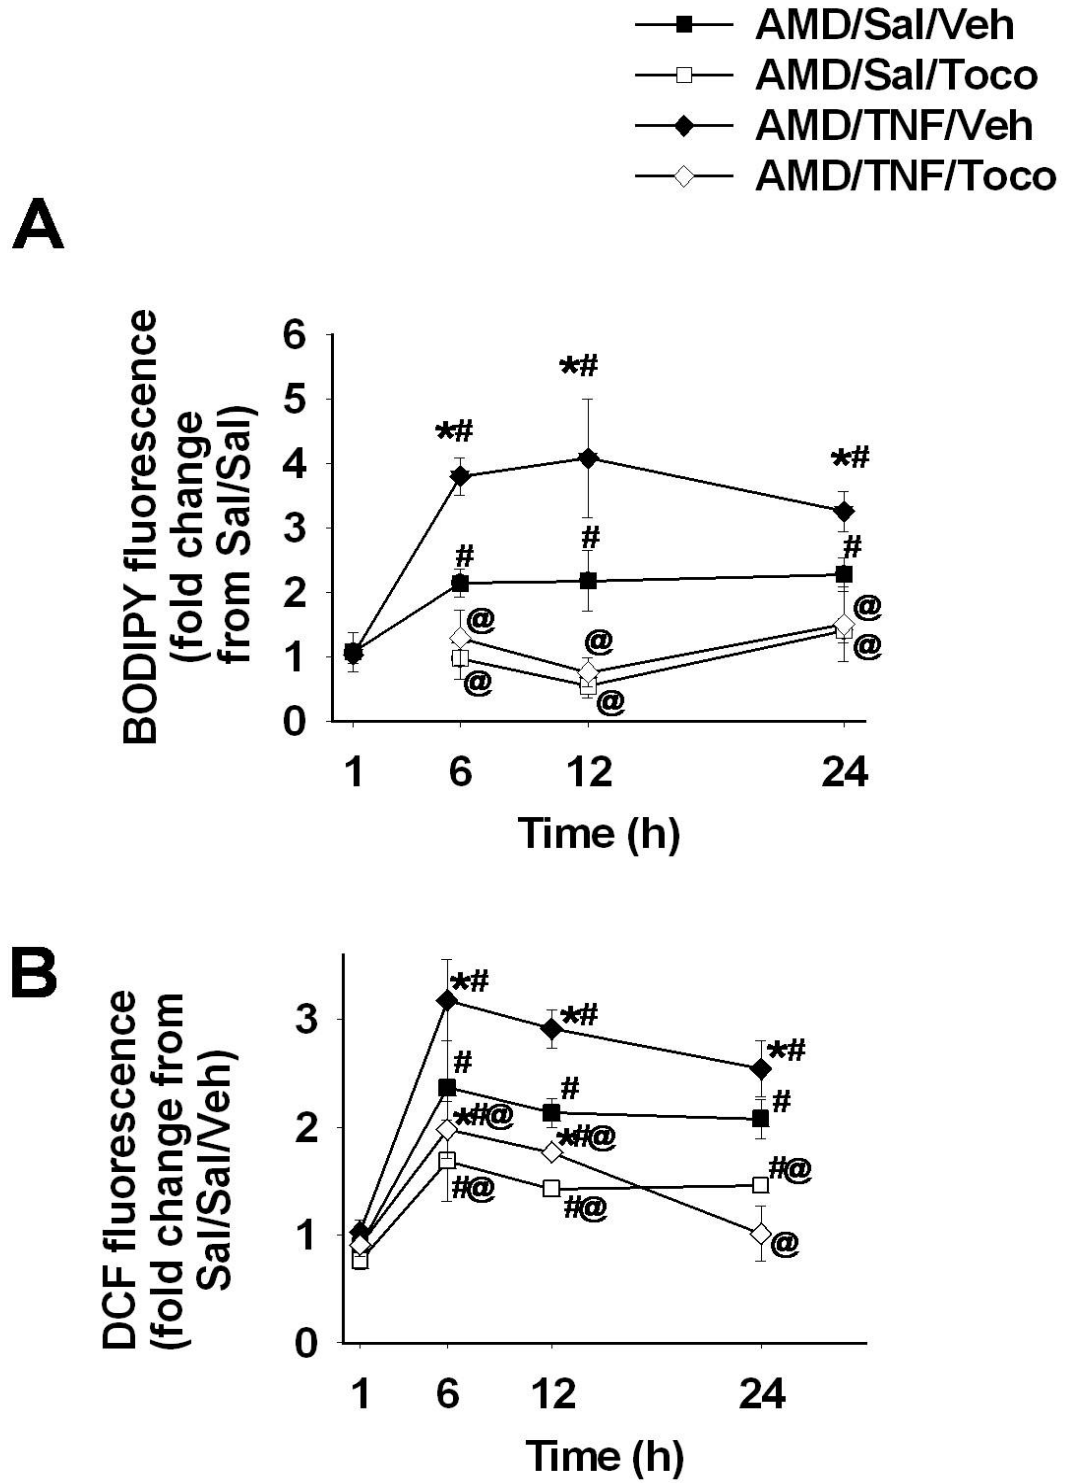 AMD/Sal/Veh
AMD/Sal/Toco
AMD/TNF/Veh
AMD/TNF/Toco
A
BODIPY fluorescence
(fold change
from Sal/Sal)
6
5
4
3
2
1
0
*#
*#
*#
#
#
#
@
@
@
@
@
@
1 6 12 24
Time (h)
B
DCF fluorescence
(fold change from
Sal/Sal/Veh)
3
2
1
0
*#
*#
*#
#
#
#
*#@
*#@
#@
#@
#@
@
1 6 12 24
Time (h)